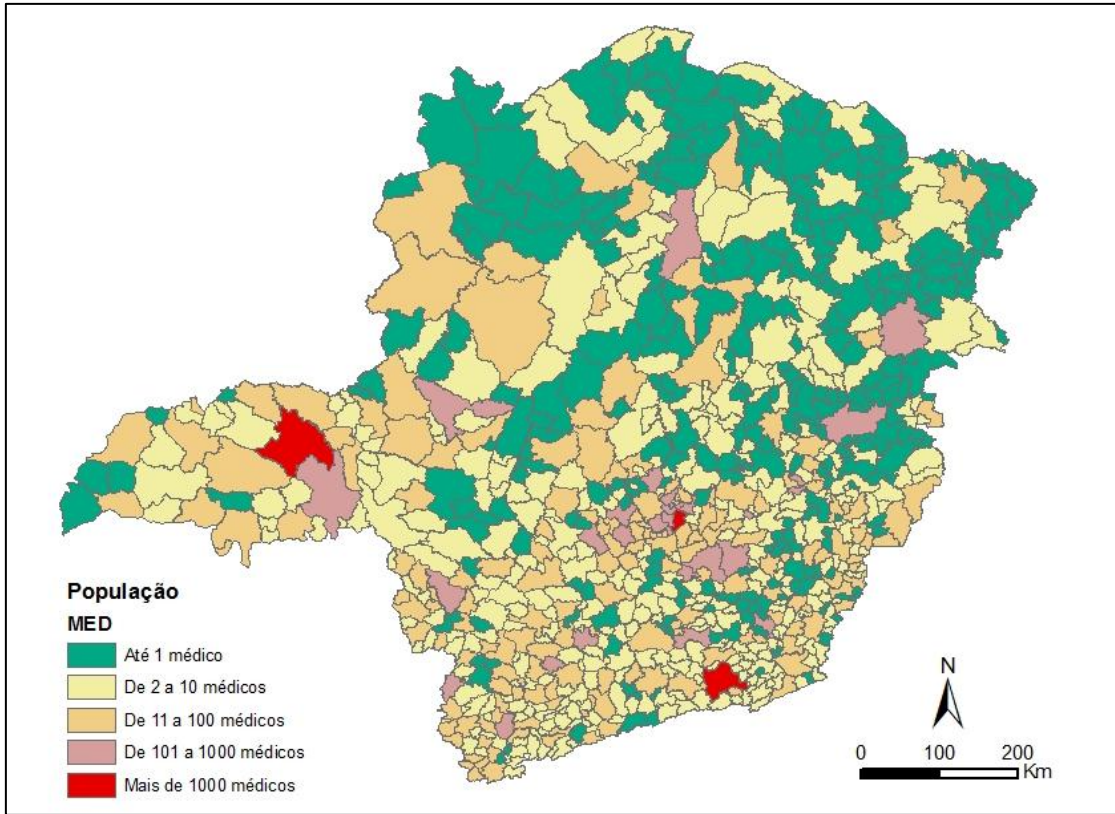 População
MED
Até 1 médico
De 2 a 10 médicos
De 11 a 100 médicos
De 101 a 1000 médicos
Mais de 1000 médicos
N
0 100 200
Km